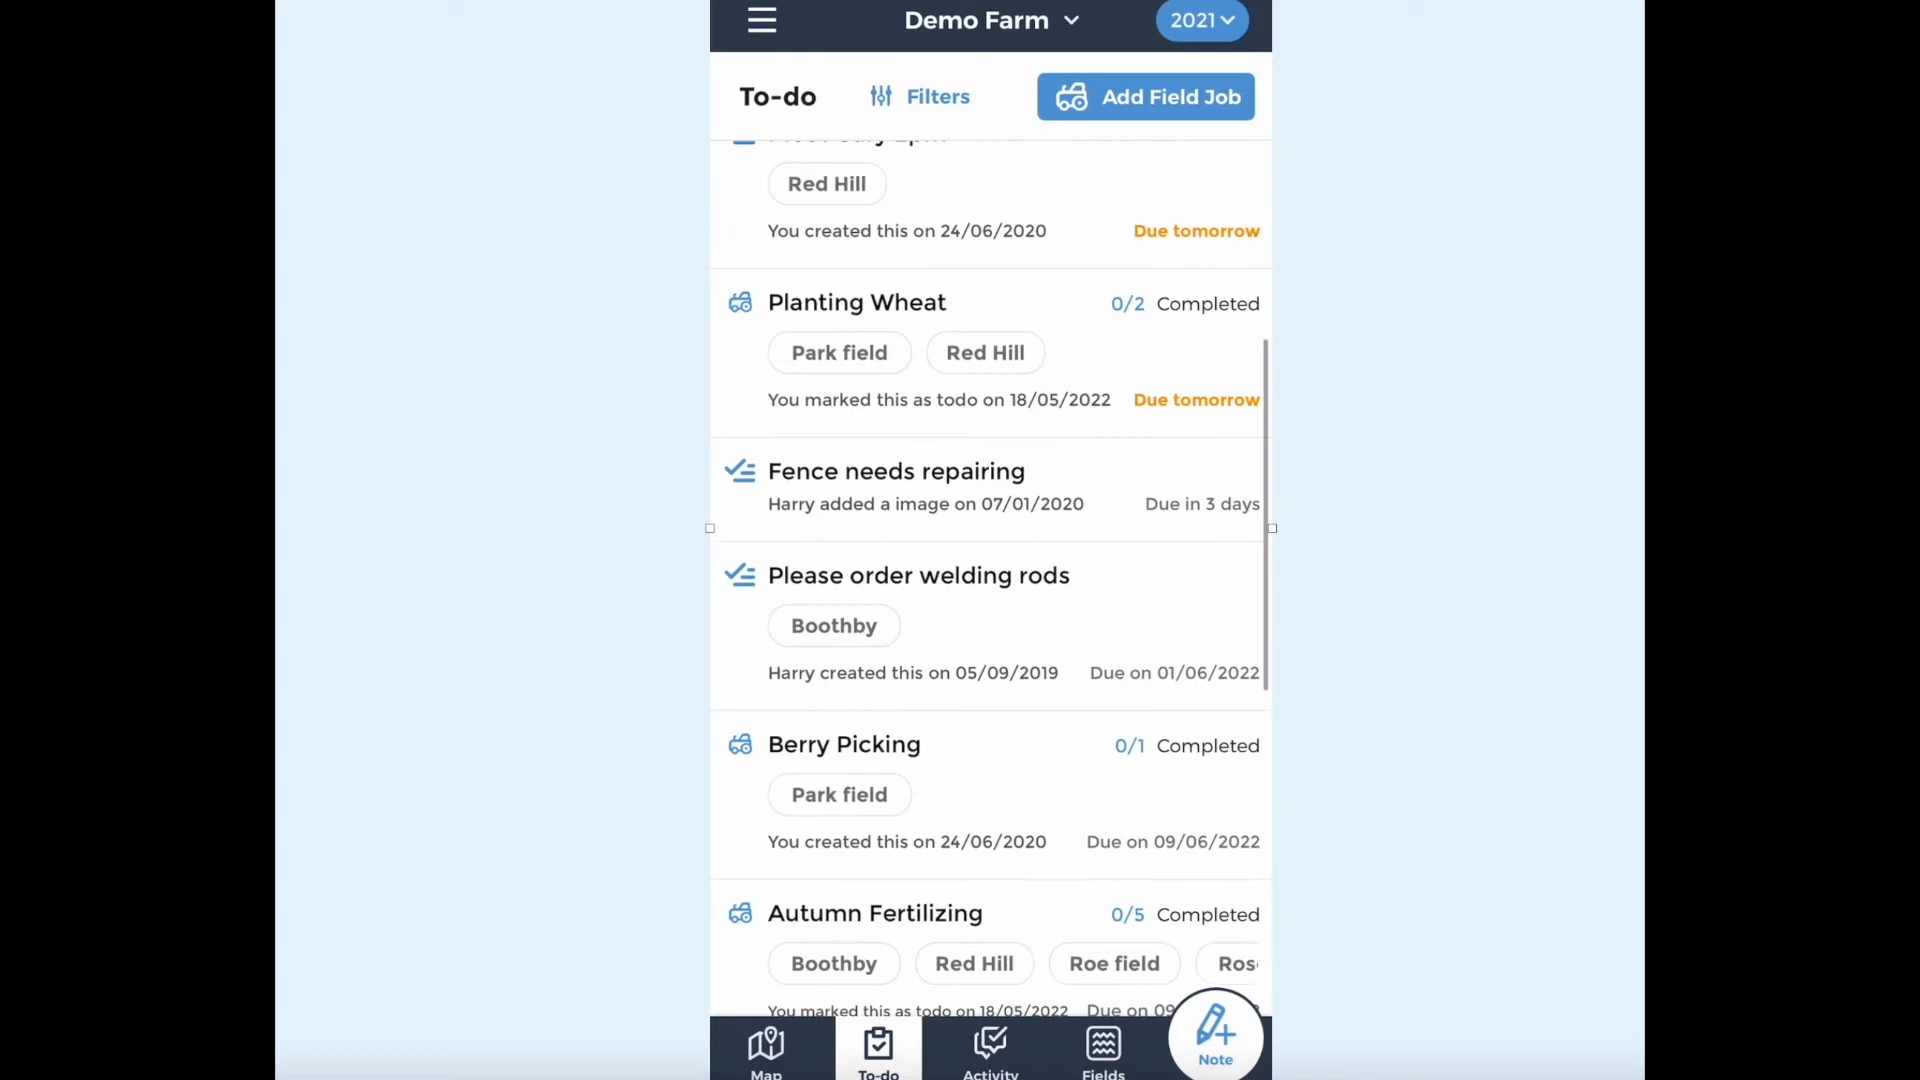 Demo Farm
2021
To-do
Filters
Add Field Job
Red Hill
You created this on 24/06/2020
Due tomorrow
Planting Wheat
0/2 Completed
Park field
Red Hill
You marked this as todo on 18/05/2022
Due tomorrow
Fence needs repairing
Harry added a image on 07/01/2020
Due in 3 days
Please order welding rods
Boothby
Harry created this on 05/09/2019
Due on 01/06/2022
Berry Picking
0/1 Completed
Park field
You created this on 24/06/2020
Due on 09/06/2022
Autumn Fertilizing
0/5 Completed
Boothby
Red Hill
Roe field
You marked this as todo on 18/05/2022
Due on
Map
To-do
Activity
Fields
Note